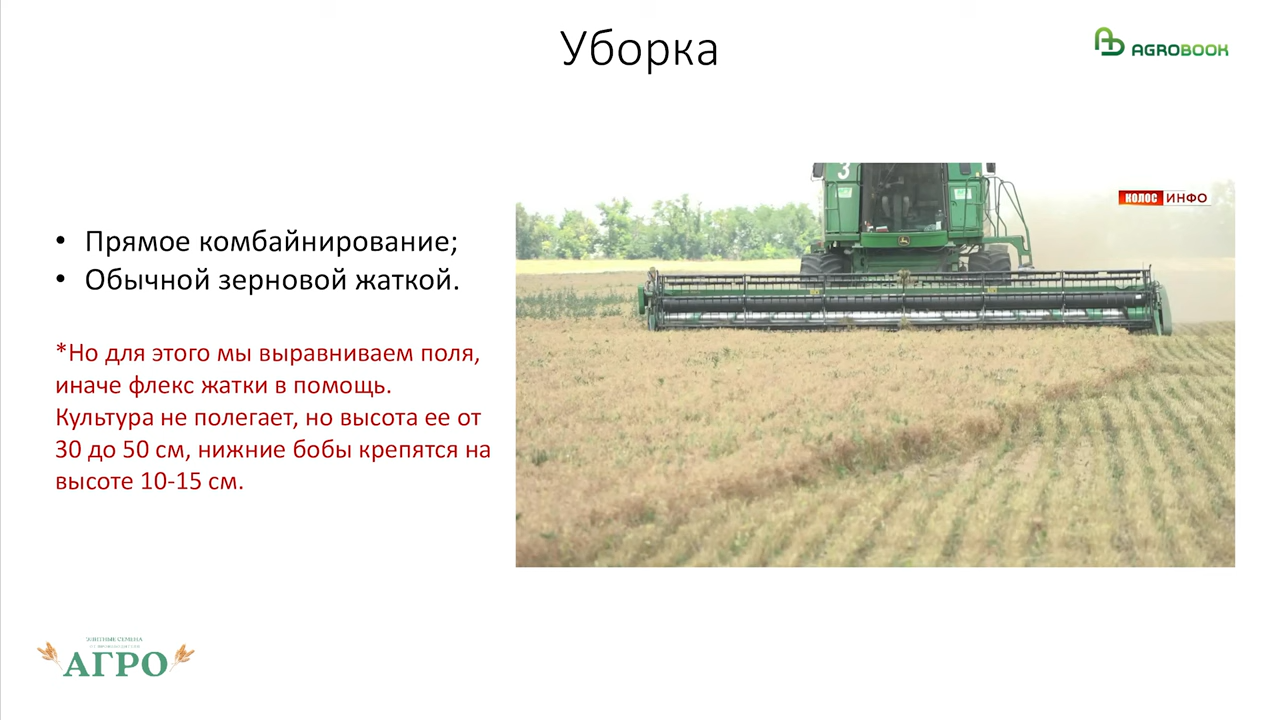 Уборка
AGROBOOK
3
КОЛОС ИНФО
• Прямое комбайнирование;
• Обычной зерновой жаткой.
*Но для этого мы выравниваем поля,
иначе флекс жатки в помощь.
Культура не полегает, но высота ее от
30 до 50 см, нижние бобы крепятся на
высоте 10-15 см.
ЭЛИТНЫЕ СЕМЕНА
АГРО